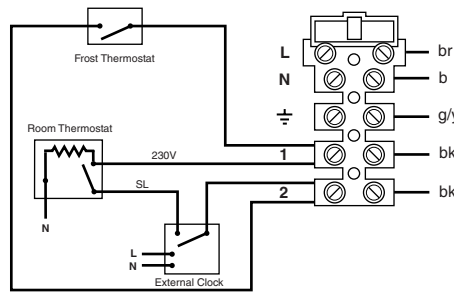 Frost Thermostat
L
br
N
b
g/y
Room Thermostat
230V
1
bk
SL
2
bk
N
L
N
External Clock